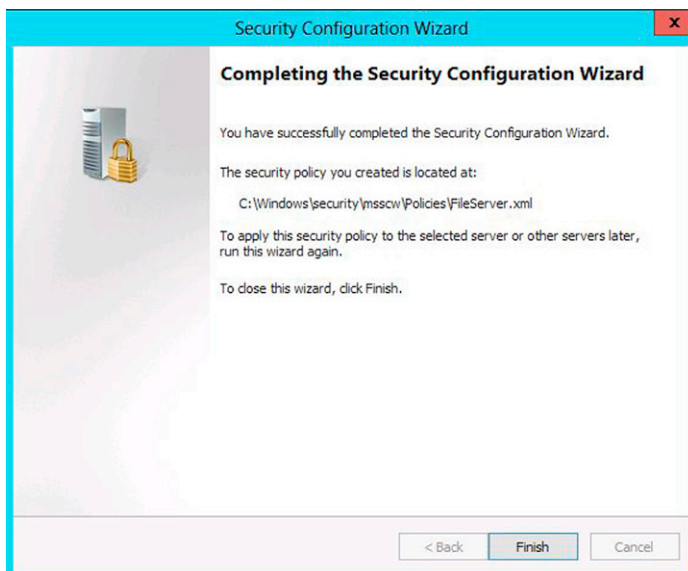 Security Configuration Wizard
x
Completing the Security Configuration Wizard
You have successfully completed the Security Configuration Wizard.
The security policy you created is located at:
C:\Windows\security\msscw\Policies\FileServer.xml
To apply this security policy to the selected server or other servers later,
run this wizard again.
To close this wizard, click Finish.
< Back Finish Cancel